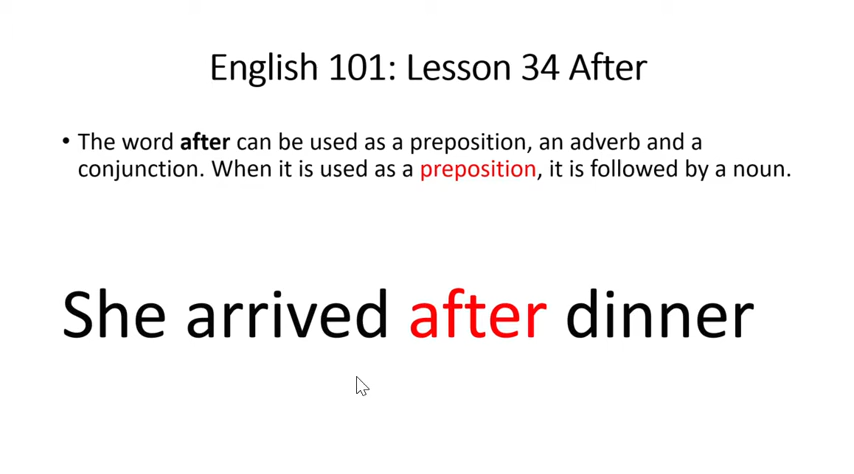 English 101: Lesson 34 After
• The word after can be used as a preposition, an adverb and a
conjunction. When it is used as a preposition, it is followed by a noun.
She arrived after dinner